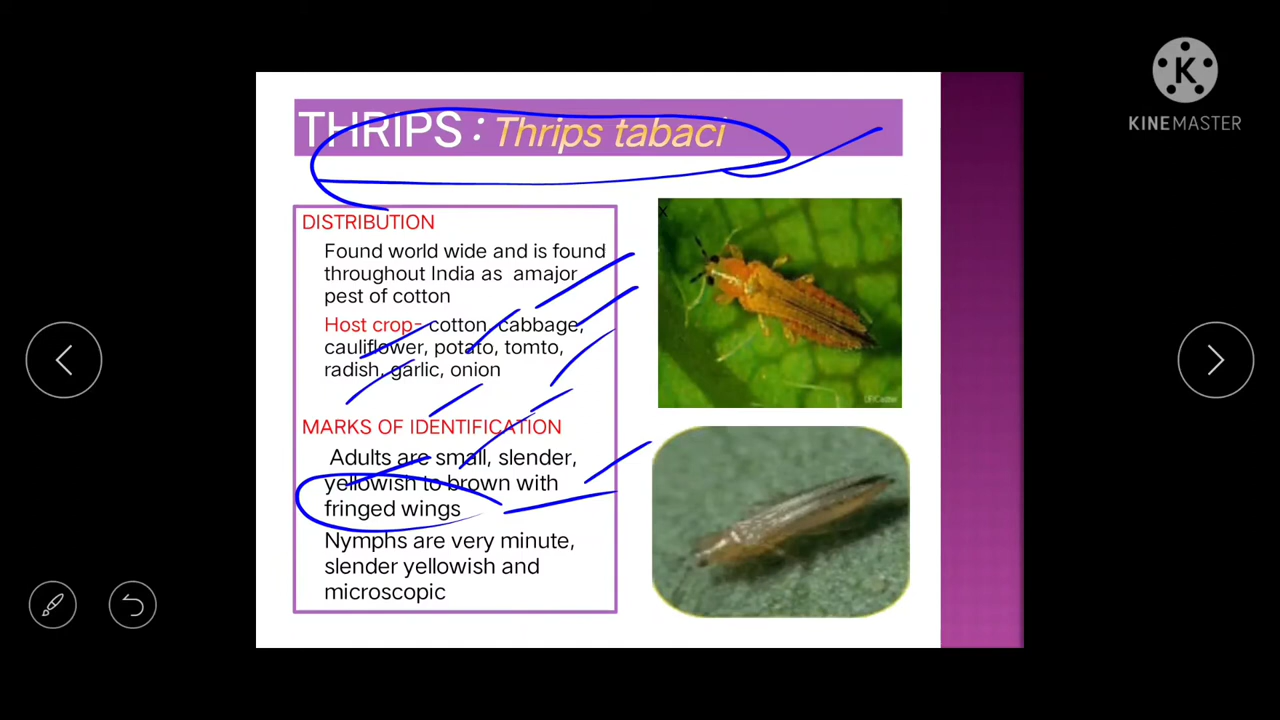 THRIPS : Thrips tabaci
KINEMASTER
DISTRIBUTION
Found world wide and is found
throughout India as amajor
pest of cotton
Host crop- cotton, cabbage,
cauliflower, potato, tomto,
radish, garlic, onion
MARKS OF IDENTIFICATION
Adults are small, slender,
yellowish to brown with
fringed wings
Nymphs are very minute,
slender yellowish and
microscopic